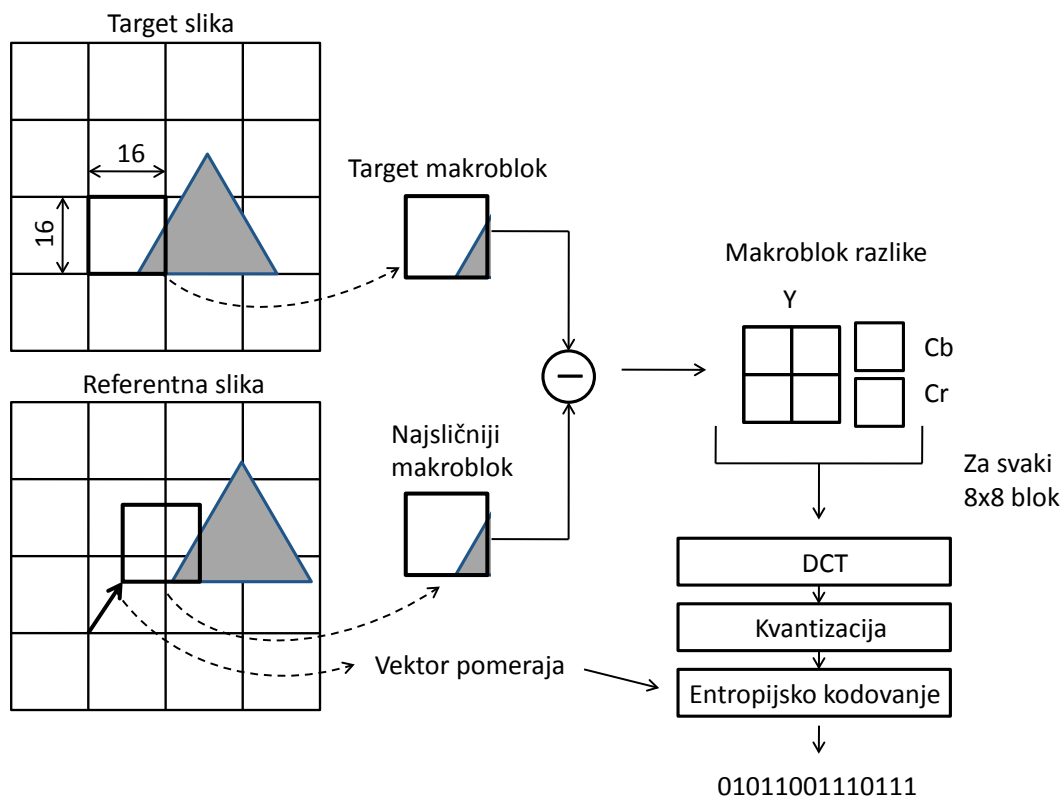 Target slika
16
16
Target makroblok
Makroblok razlike
Y
Cb
Cr
Referentna slika
Najsličniji
makroblok
Za svaki
8x8 blok
DCT
Kvantizacija
Vektor pomeraja
Entropijsko kodovanje
01011001110111